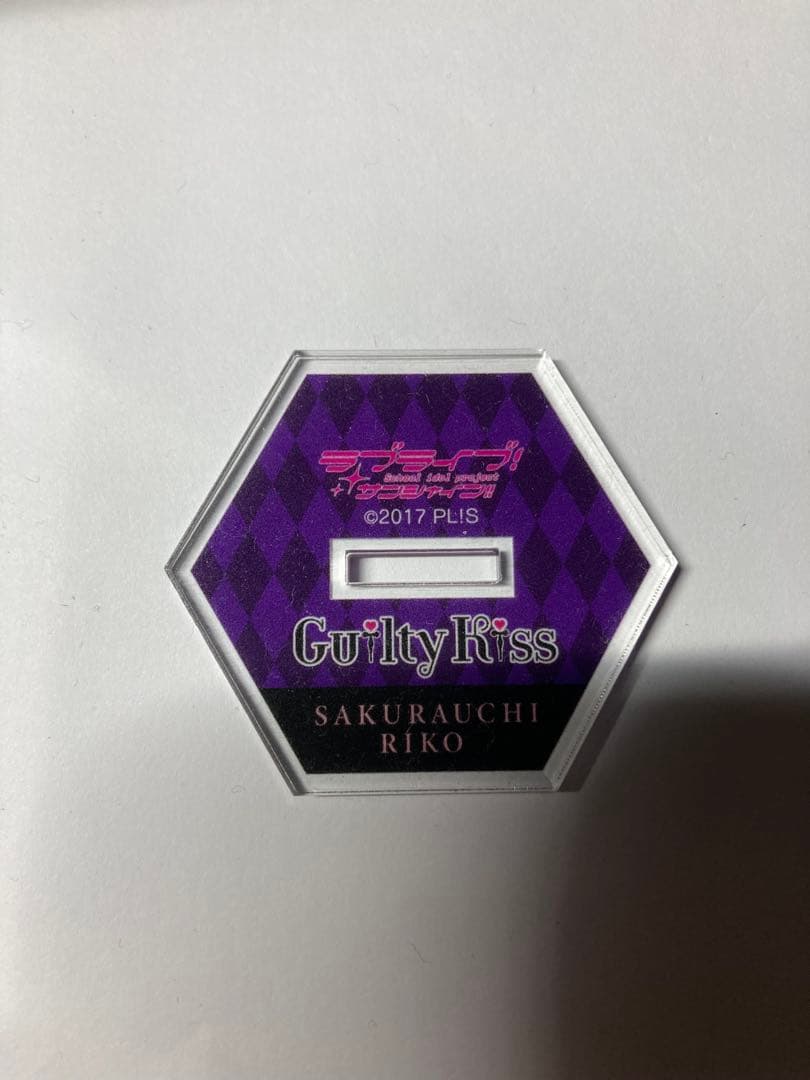 ラブライブ!
School idol project
サンシャイン!!
©2017 PL!S
Guilty Kiss
SAKURAUCHI
RIKO